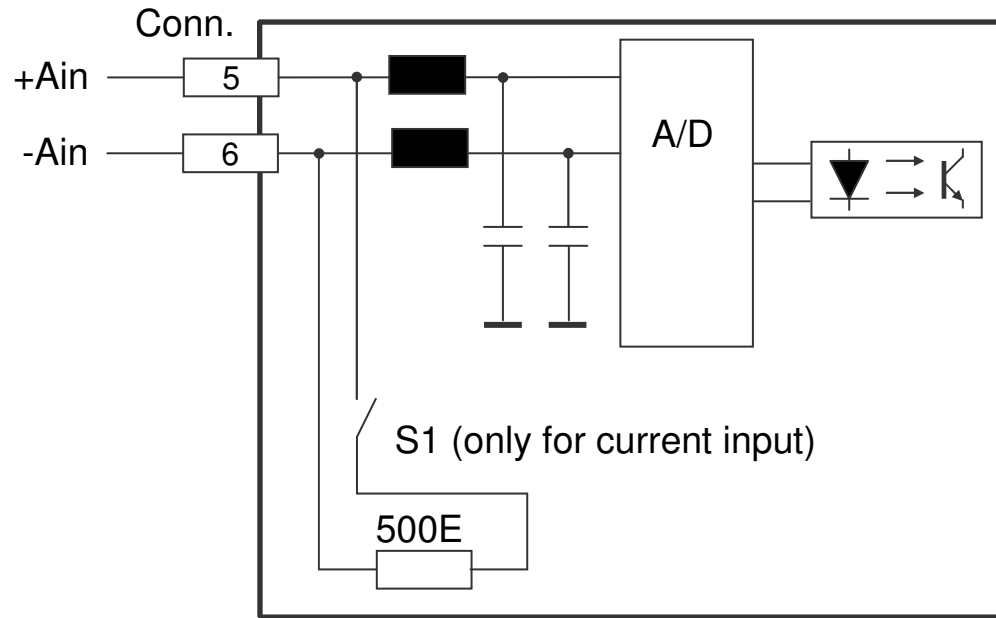 Conn.
+Ain 5
-Ain 6
A/D
S1 (only for current input)
500E